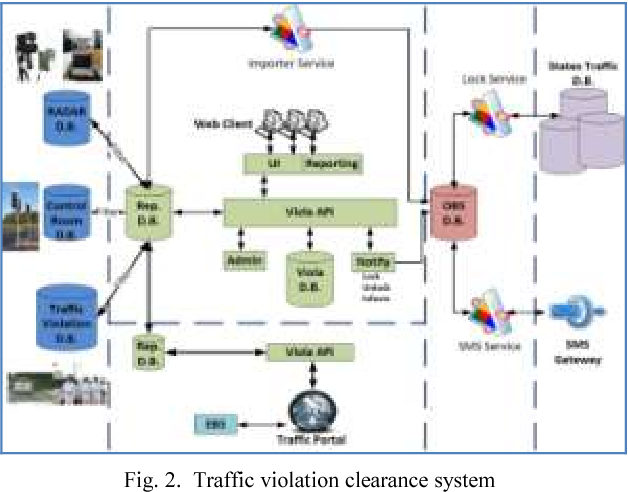 Importer Service
States Traffic
D.B.
Lock Service
RADAR
D.B.
Web Client
UI
Reporting
Control
Room
D.B.
Rep.
D.B.
Viola API
OBS
D.B.
Admin
Viola
D.B.
Notify
Lock
Unlock
Inform
Traffic
Violation
D.B.
Rep.
D.B.
Viola API
SMS Service
SMS
Gateway
Traffic Portal
Fig. 2. Traffic violation clearance system